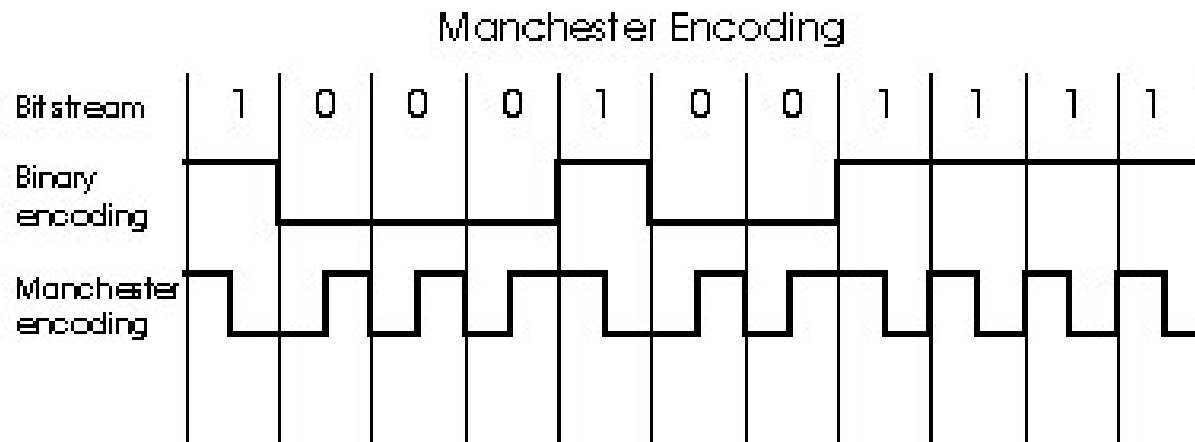 Manchester Encoding
Bitstream 1 0 0 0 1 0 0 1 1 1 1
Binary
encoding
Manchester
encoding